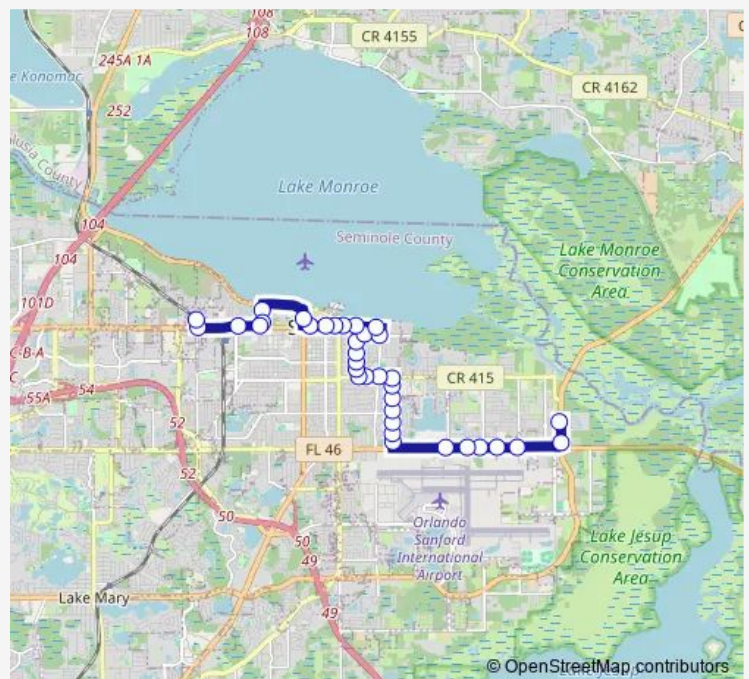 108
108
CR 4155
245A 1A
e Konomac
CR 4162
252
Lake Monroe
104
Seminole County
104
Lake Monroe
Conservation
Area
101D
C-B-A
C
55A
54
CR 415
52
FL 46
52
50
Orlando
Sanford
International
Airport
50
49
Lake Jesup
Conservation
Area
Lake Mary
49
© OpenStreetMap contributors